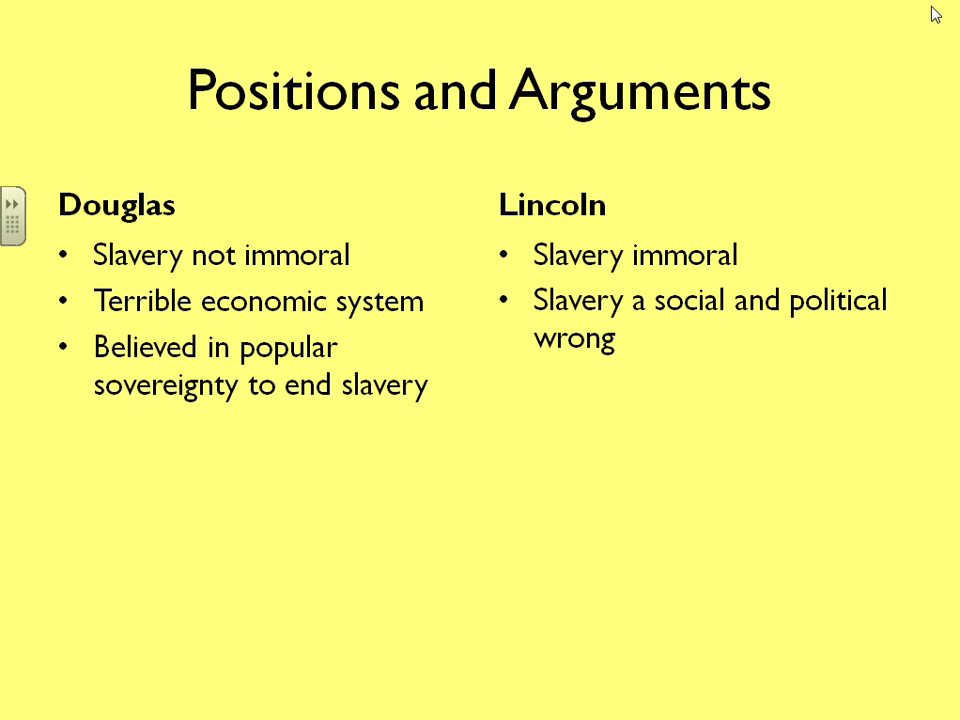 Positions and Arguments
Douglas
• Slavery not immoral
• Terrible economic system
• Believed in popular
sovereignty to end slavery
Lincoln
• Slavery immoral
• Slavery a social and political
wrong